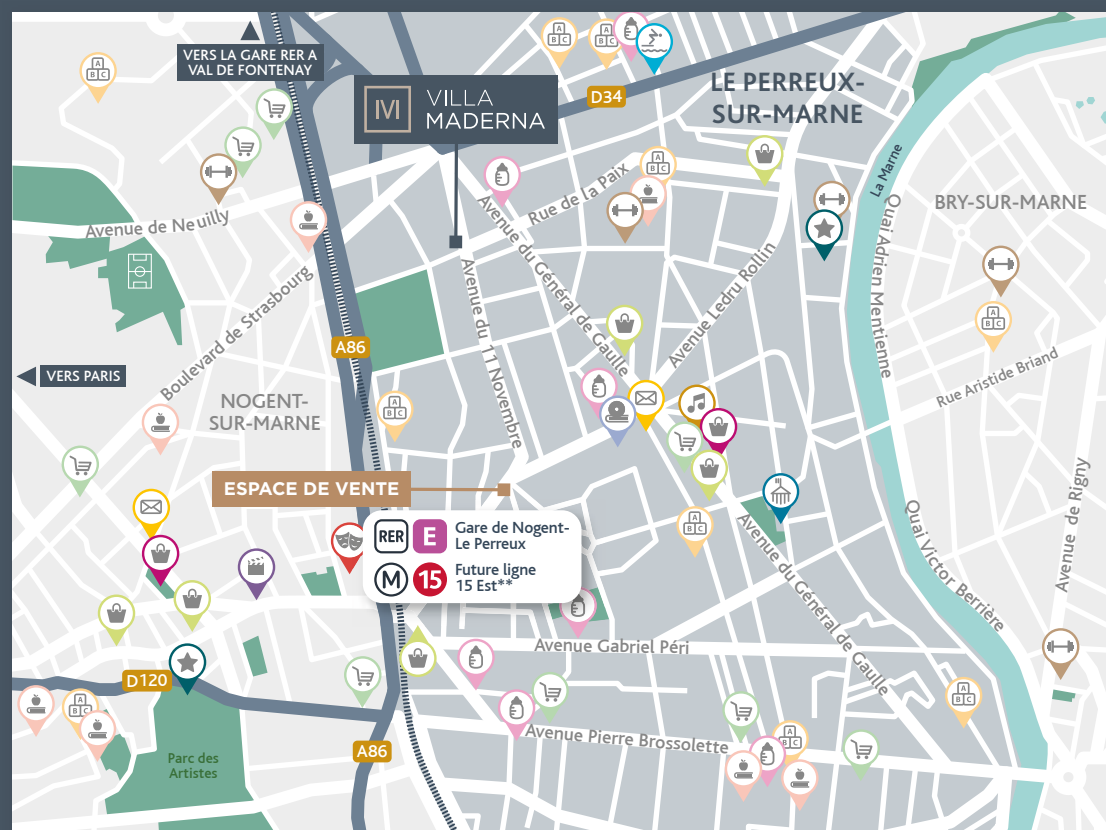 VERS LA GARE RER A
VAL DE FONTENAY
VILLA
MADERNA
D34
LE PERREUX-
SUR-MARNE
La Marne
Rue de La Paix
Avenue de Neuilly
BRY-SUR-MARNE
Quai Adrien Mentienne
Avenue du Général de Gaulle
Avenue Ledru Rollin
Avenue du 11 Novembre
Boulevard de Strasbourg
A86
VERS PARIS
NOGENT-
SUR-MARNE
Rue Aristide Briand
ESPACE DE VENTE
RER E Gare de Nogent-
Le Perreux
M 15 Future ligne
15 Est**
Avenue de Rigny
Quai Victor Berrière
Avenue du Général de Gaulle
Avenue Gabriel Péri
D120
Avenue Pierre Brossolette
A86
Parc des
Artistes